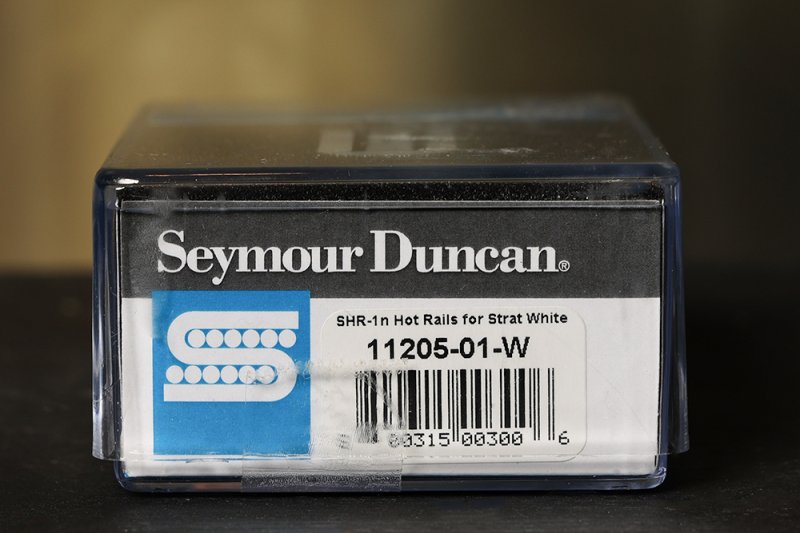 Seymour Duncan®
SHR-1n Hot Rails for Strat White
11205-01-W
00315 00300 6